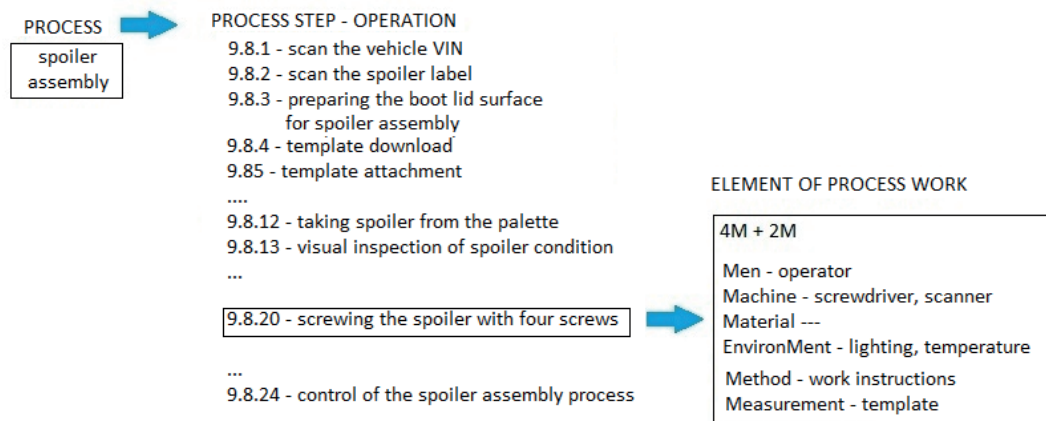 PROCESS
spoiler
assembly
PROCESS STEP - OPERATION
9.8.1 - scan the vehicle VIN
9.8.2 - scan the spoiler label
9.8.3 - preparing the boot lid surface
for spoiler assembly
9.8.4 - template download
9.85 - template attachment
....
9.8.12 - taking spoiler from the palette
9.8.13 - visual inspection of spoiler condition
...
9.8.20 - screwing the spoiler with four screws
...
9.8.24 - control of the spoiler assembly process
ELEMENT OF PROCESS WORK
4M + 2M
Men - operator
Machine - screwdriver, scanner
Material ---
EnvironMent - lighting, temperature
Method - work instructions
Measurement - template